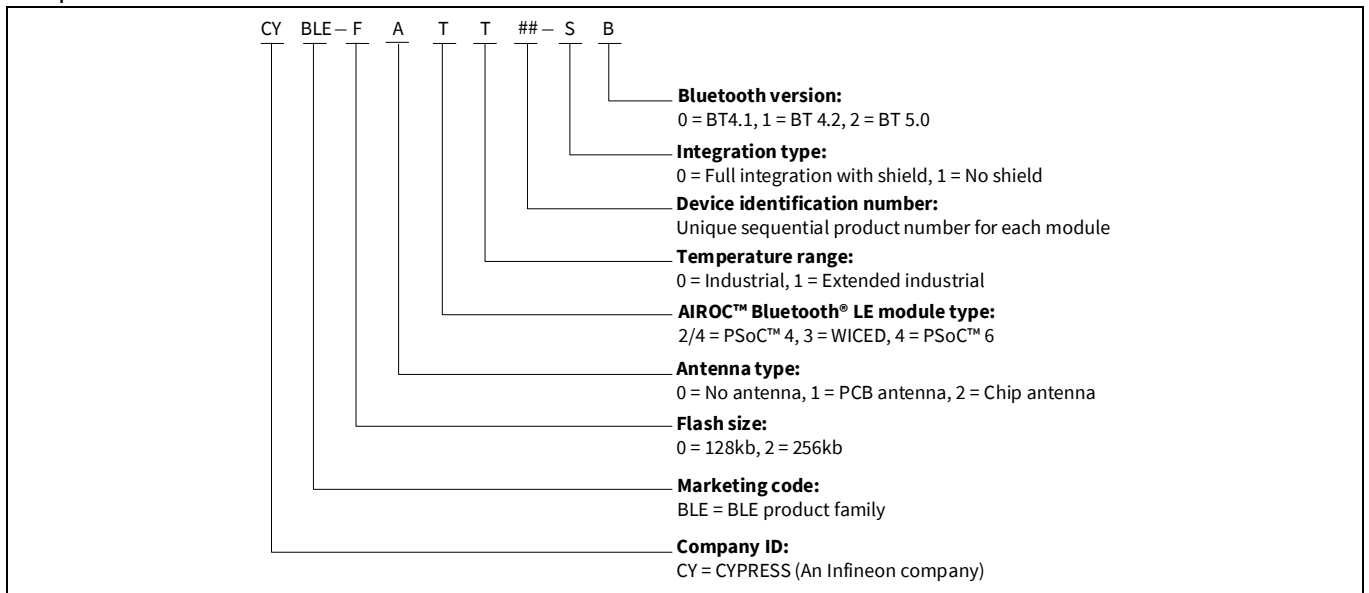 CY BLE – F A T T ## – S B
Bluetooth version:
0 = BT4.1, 1 = BT 4.2, 2 = BT 5.0
Integration type:
0 = Full integration with shield, 1 = No shield
Device identification number:
Unique sequential product number for each module
Temperature range:
0 = Industrial, 1 = Extended industrial
AIROC™ Bluetooth® LE module type:
2/4 = PSoC™ 4, 3 = WICED, 4 = PSoC™ 6
Antenna type:
0 = No antenna, 1 = PCB antenna, 2 = Chip antenna
Flash size:
0 = 128kb, 2 = 256kb
Marketing code:
BLE = BLE product family
Company ID:
CY = CYPRESS (An Infineon company)